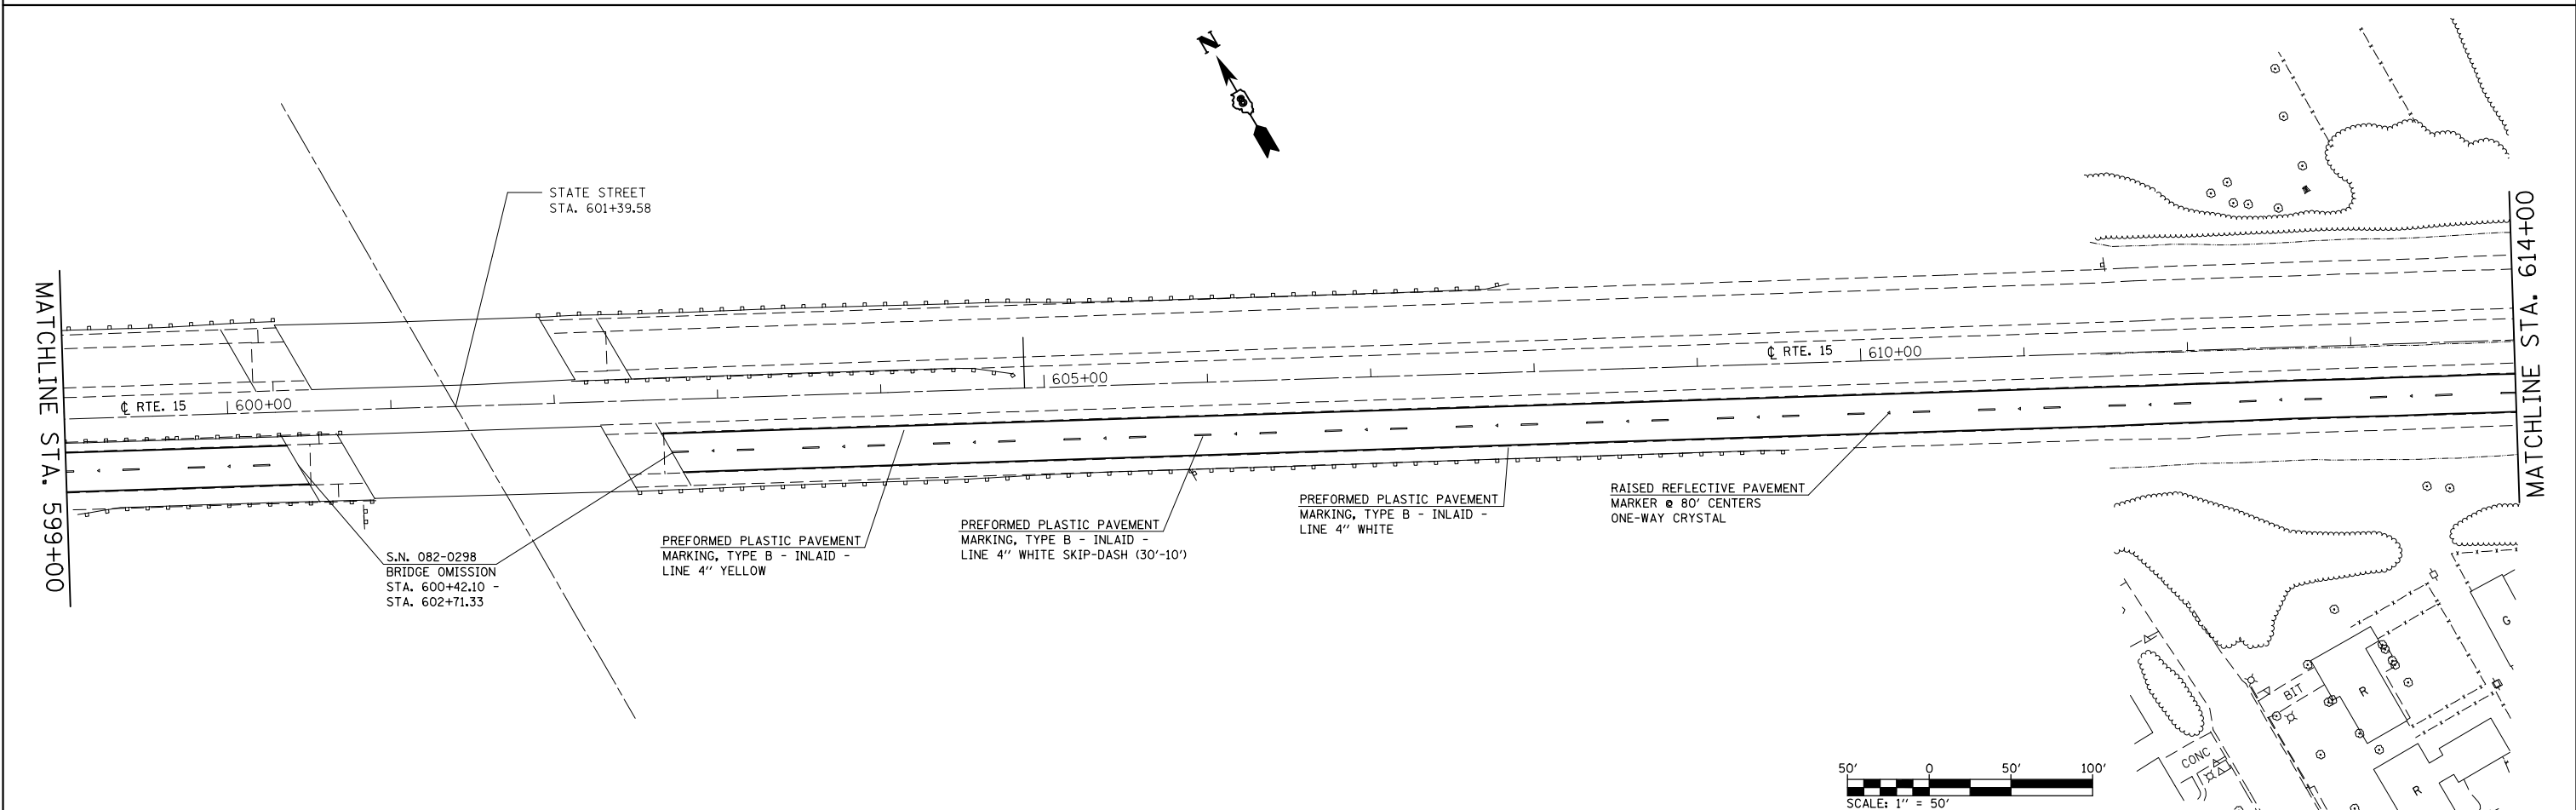 N
STATE STREET
STA. 601+39.58
MATCHLINE STA. 599+00
MATCHLINE STA. 614+00
℄ RTE. 15
600+00
605+00
℄ RTE. 15
610+00
S.N. 082-0298
BRIDGE OMISSION
STA. 600+42.10 -
STA. 602+71.33
PREFORMED PLASTIC PAVEMENT
MARKING, TYPE B - INLAID -
LINE 4" YELLOW
PREFORMED PLASTIC PAVEMENT
MARKING, TYPE B - INLAID -
LINE 4" WHITE SKIP-DASH (30'-10')
PREFORMED PLASTIC PAVEMENT
MARKING, TYPE B - INLAID -
LINE 4" WHITE
RAISED REFLECTIVE PAVEMENT
MARKER @ 80' CENTERS
ONE-WAY CRYSTAL
G
BIT
R
CONC
R
50' 0 50' 100'
SCALE: 1" = 50'